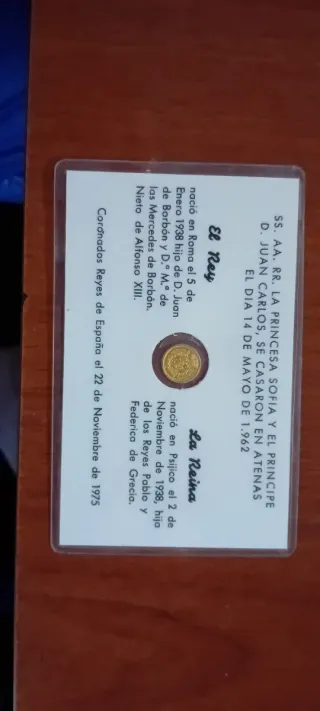 SS. AA. RR. LA PRINCESA SOFIA Y EL PRINCIPE
D. JUAN CARLOS, SE CASARON EN ATENAS
EL DIA 14 DE MAYO DE 1.962
El Rey
nació en Roma el 5 de
Enero 1938 hijo de D. Juan
de Borbón y D.ª M.ª de
las Mercedes de Borbón.
Nieto de Alfonso XIII.
La Reina
nació en Psijico el 2 de
Noviembre de 1938, hija
de los Reyes Pablo y
Federica de Grecia.
Coronados Reyes de España el 22 de Noviembre de 1975